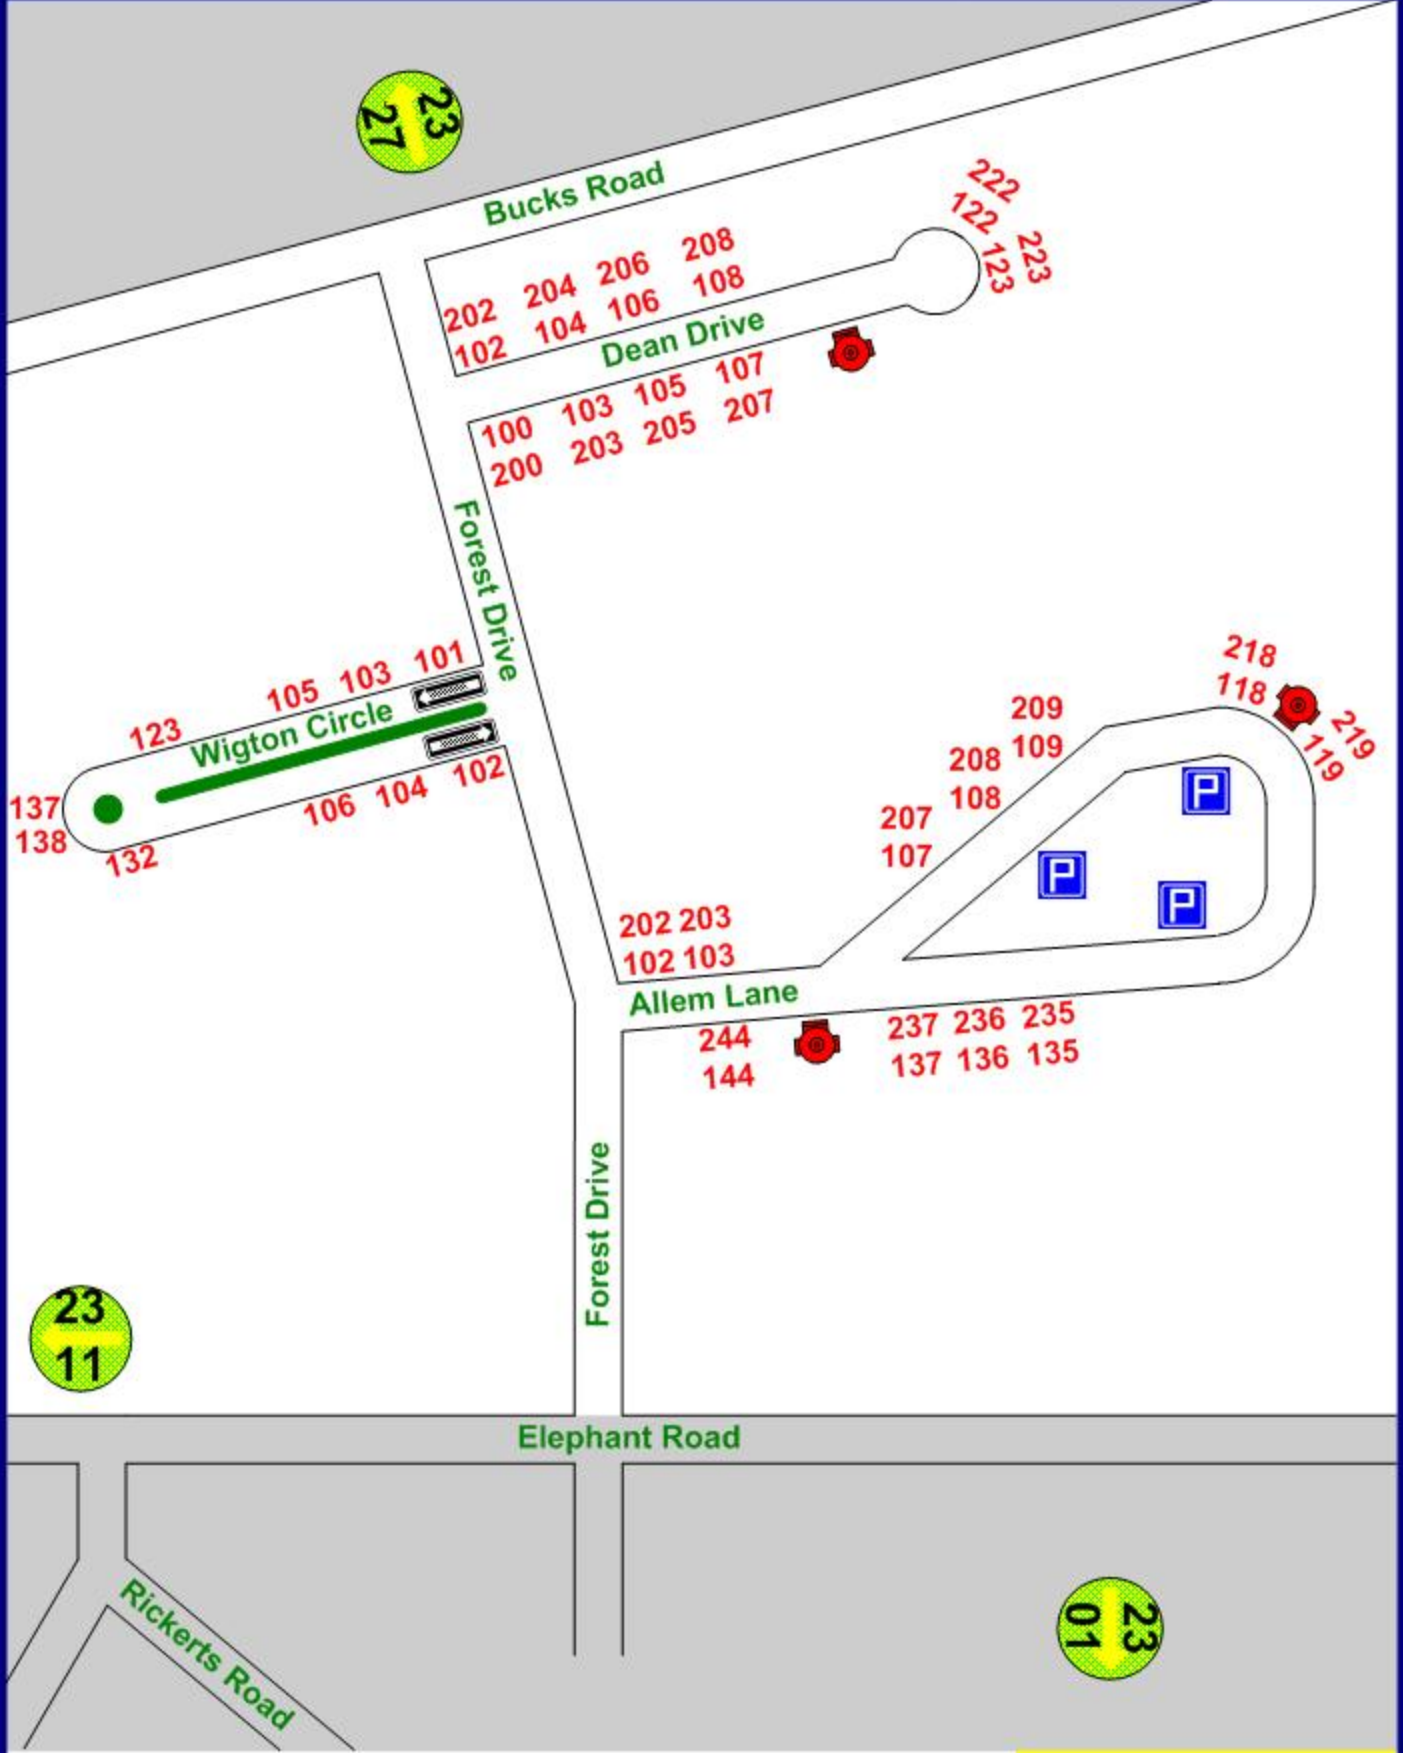 27 23
Bucks Road
222
122
223
123
202 204 206 208
102 104 106 108
Dean Drive
100 103 105 107
200 203 205 207
Forest Drive
101
103
105
123
Wigton Circle
137
138
132
106 104 102
218
118
219
119
209
109
208
108
207
107
P
P
P
202 203
102 103
Allem Lane
244
144
237 236 235
137 136 135
Forest Drive
23
11
Elephant Road
Rickerts Road
01 23